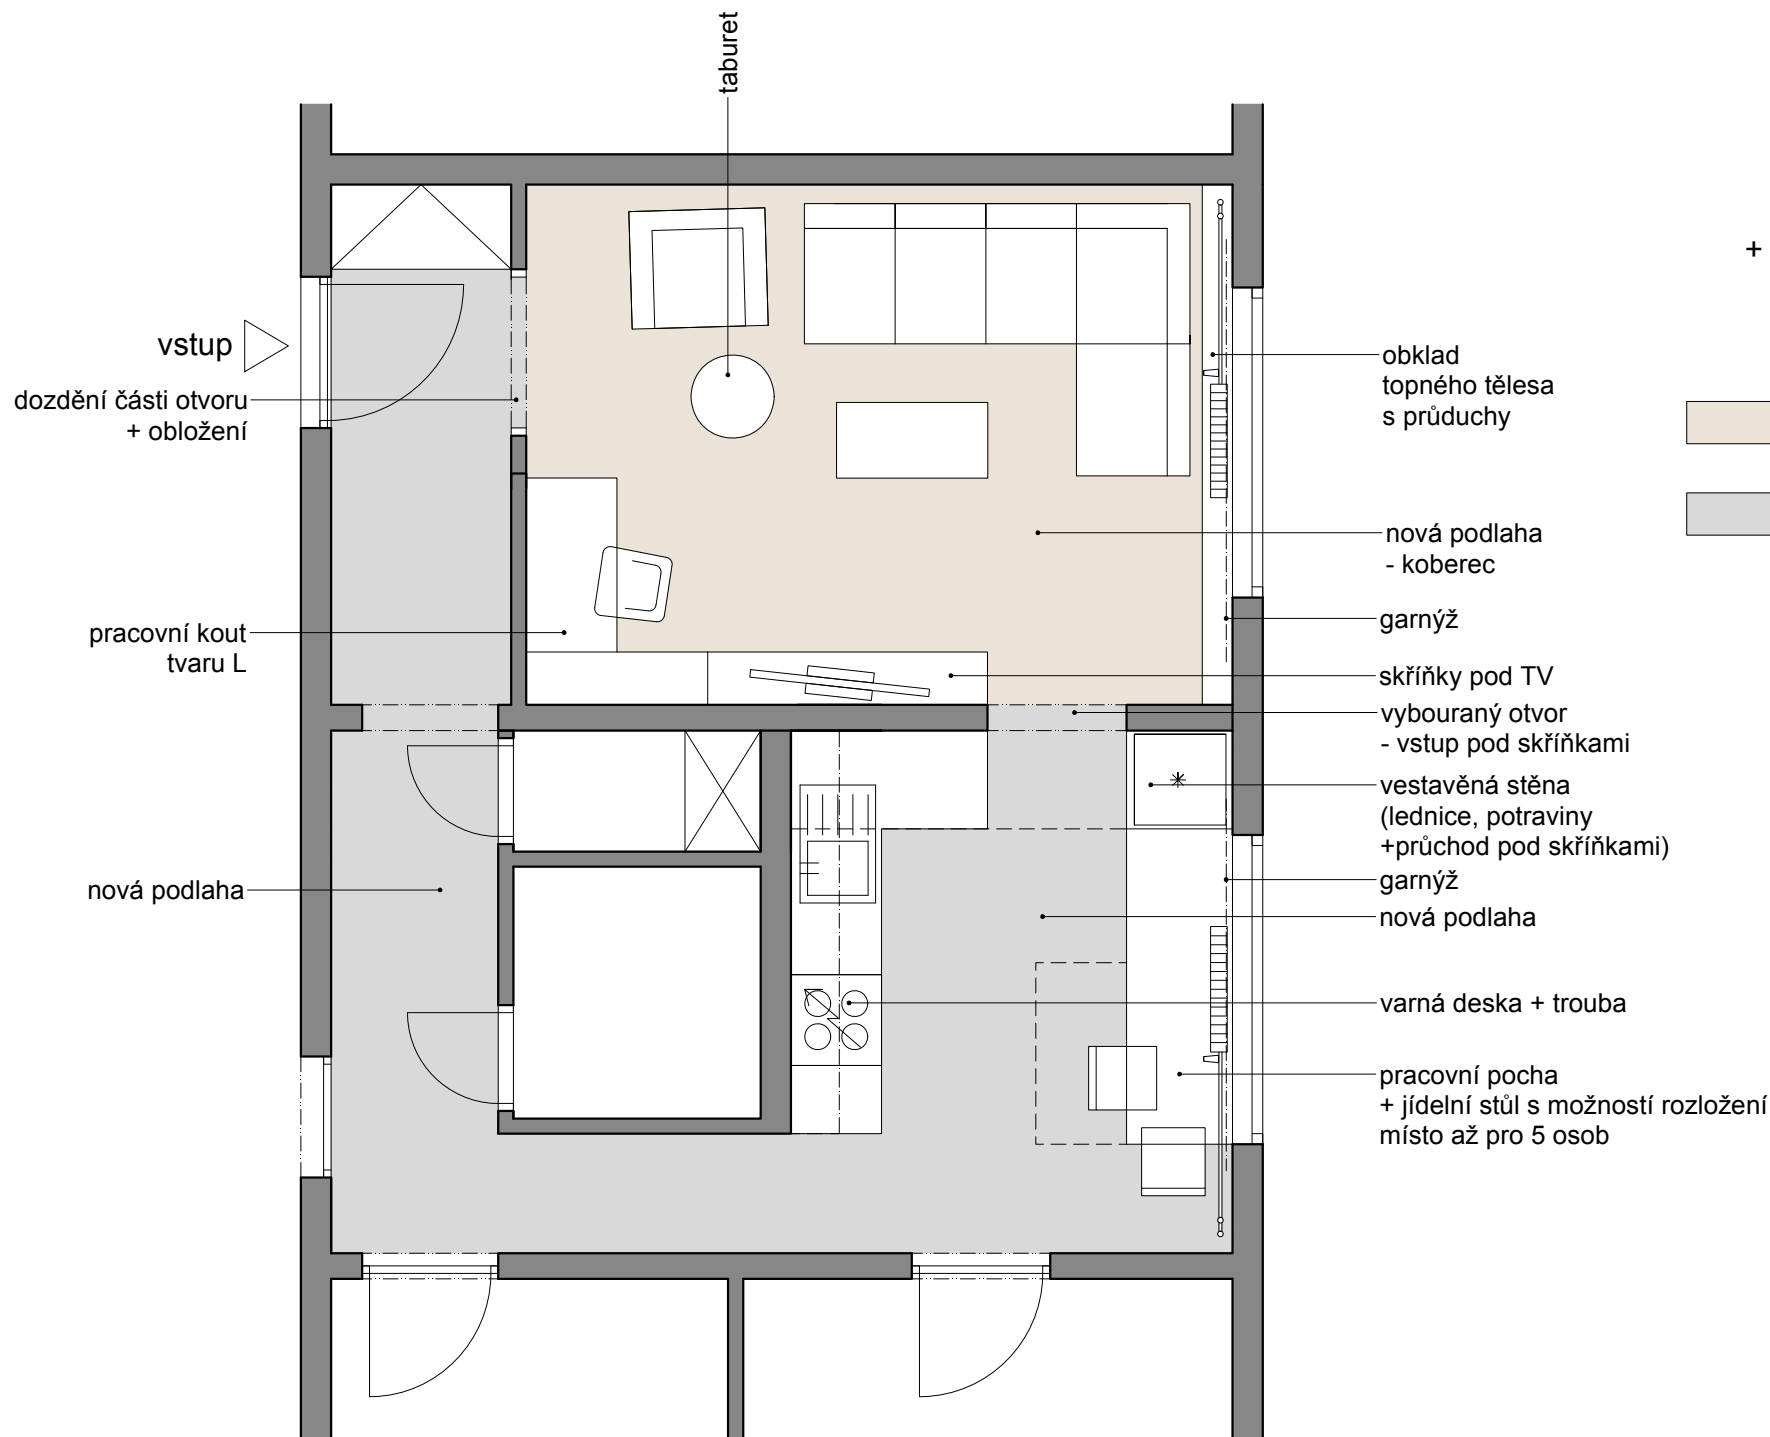 taburet
vstup
dozdění části otvoru
+ obložení
pracovní kout
tvaru L
nová podlaha
+
obklad
topného tělesa
s průduchy
nová podlaha
- koberec
garnýž
skříňky pod TV
vybouraný otvor
- vstup pod skříňkami
vestavěná stěna
(lednice, potraviny
+průchod pod skříňkami)
garnýž
nová podlaha
varná deska + trouba
pracovní pocha
+ jídelní stůl s možností rozložení
místo až pro 5 osob